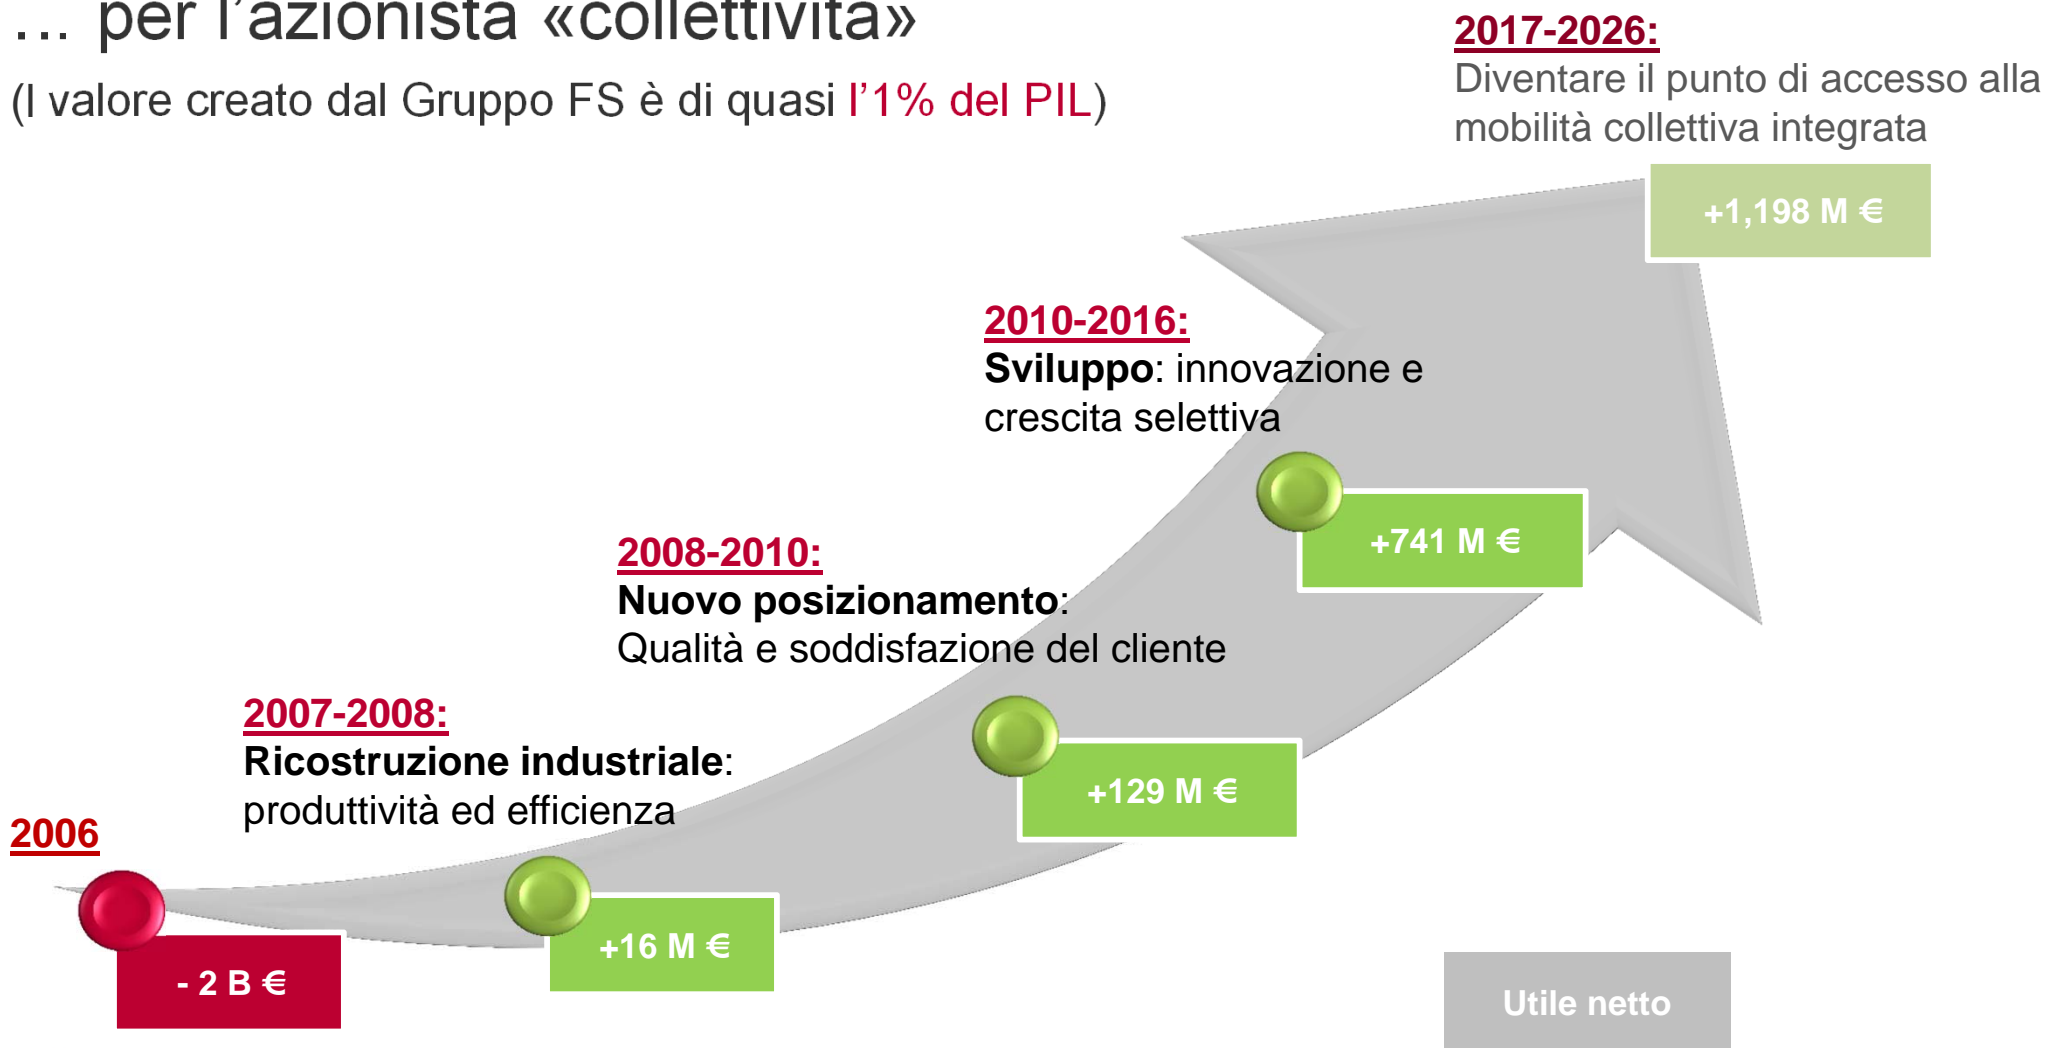 ... per l’azionista «collettività»
(I valore creato dal Gruppo FS è di quasi l’1% del PIL)
2017-2026:
Diventare il punto di accesso alla
mobilità collettiva integrata
+1,198 M €
2010-2016:
Sviluppo: innovazione e
crescita selettiva
+741 M €
2008-2010:
Nuovo posizionamento:
Qualità e soddisfazione del cliente
+129 M €
2007-2008:
Ricostruzione industriale:
produttività ed efficienza
+16 M €
2006
- 2 B €
Utile netto